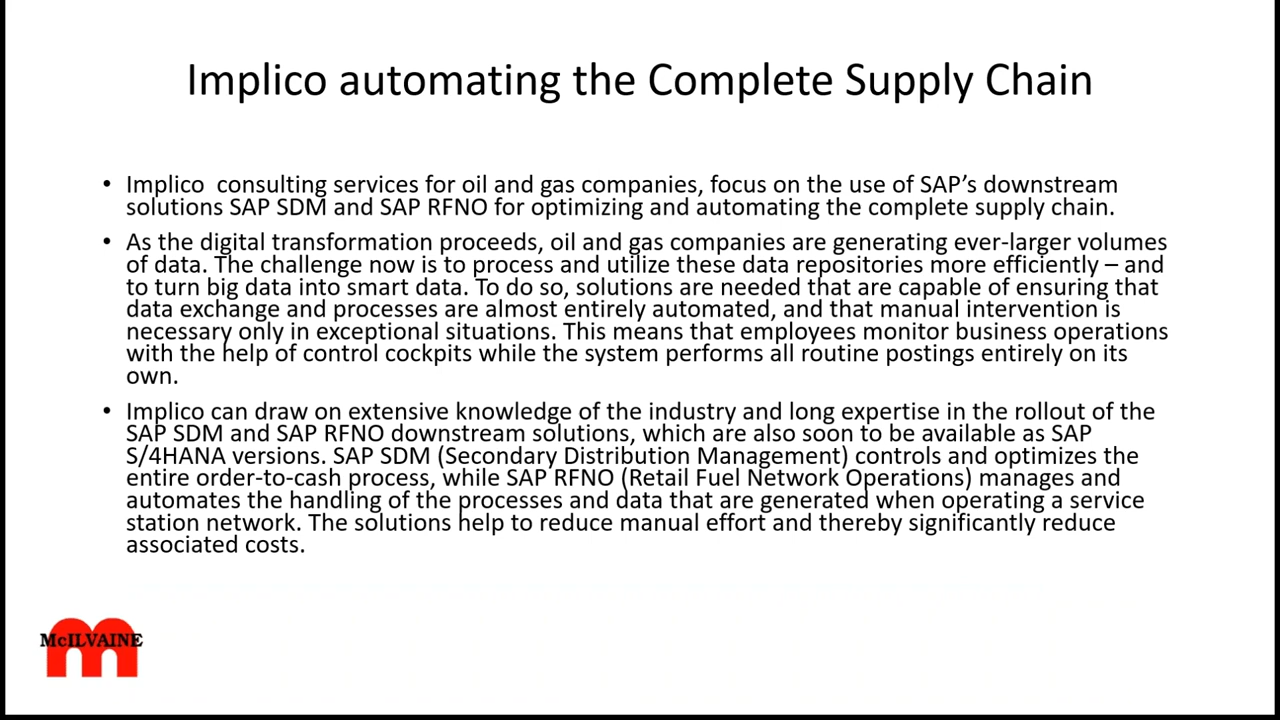 Implico automating the Complete Supply Chain
• Implico  consulting services for oil and gas companies, focus on the use of SAP’s downstream
solutions SAP SDM and SAP RFNO for optimizing and automating the complete supply chain.
• As the digital transformation proceeds, oil and gas companies are generating ever-larger volumes
of data. The challenge now is to process and utilize these data repositories more efficiently – and
to turn big data into smart data. To do so, solutions are needed that are capable of ensuring that
data exchange and processes are almost entirely automated, and that manual intervention is
necessary only in exceptional situations. This means that employees monitor business operations
with the help of control cockpits while the system performs all routine postings entirely on its
own.
• Implico can draw on extensive knowledge of the industry and long expertise in the rollout of the
SAP SDM and SAP RFNO downstream solutions, which are also soon to be available as SAP
S/4HANA versions. SAP SDM (Secondary Distribution Management) controls and optimizes the
entire order-to-cash process, while SAP RFNO (Retail Fuel Network Operations) manages and
automates the handling of the processes and data that are generated when operating a service
station network. The solutions help to reduce manual effort and thereby significantly reduce
associated costs.
McILVAINE